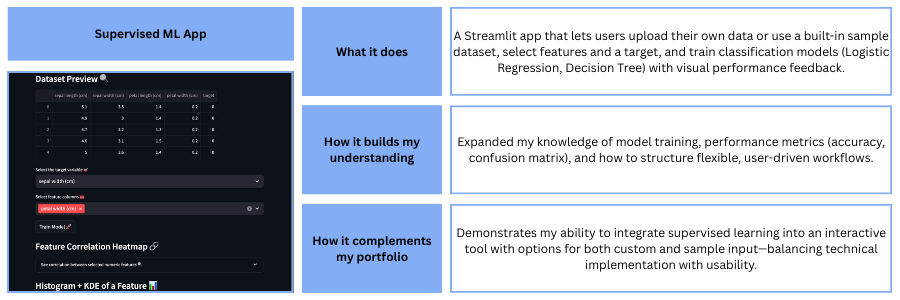 Supervised ML App
Dataset Preview 🔍
sepal length (cm) sepal width (cm) petal length (cm) petal width (cm) target
0 5.1 3.5 1.4 0.2 0
1 4.9 3 1.4 0.2 0
2 4.7 3.2 1.3 0.2 0
3 4.6 3.1 1.5 0.2 0
4 5 3.6 1.4 0.2 0
Select the target variable 🎯
sepal width (cm)
Select feature columns 🧰
petal width (cm) ×
Train Model 🚀
Feature Correlation Heatmap 🔗
See correlation between selected numeric features 🔍
Histogram + KDE of a Feature 📊
What it does
A Streamlit app that lets users upload their own data or use a built-in sample
dataset, select features and a target, and train classification models (Logistic
Regression, Decision Tree) with visual performance feedback.
How it builds my
understanding
Expanded my knowledge of model training, performance metrics (accuracy,
confusion matrix), and how to structure flexible, user-driven workflows.
How it complements
my portfolio
Demonstrates my ability to integrate supervised learning into an interactive
tool with options for both custom and sample input—balancing technical
implementation with usability.